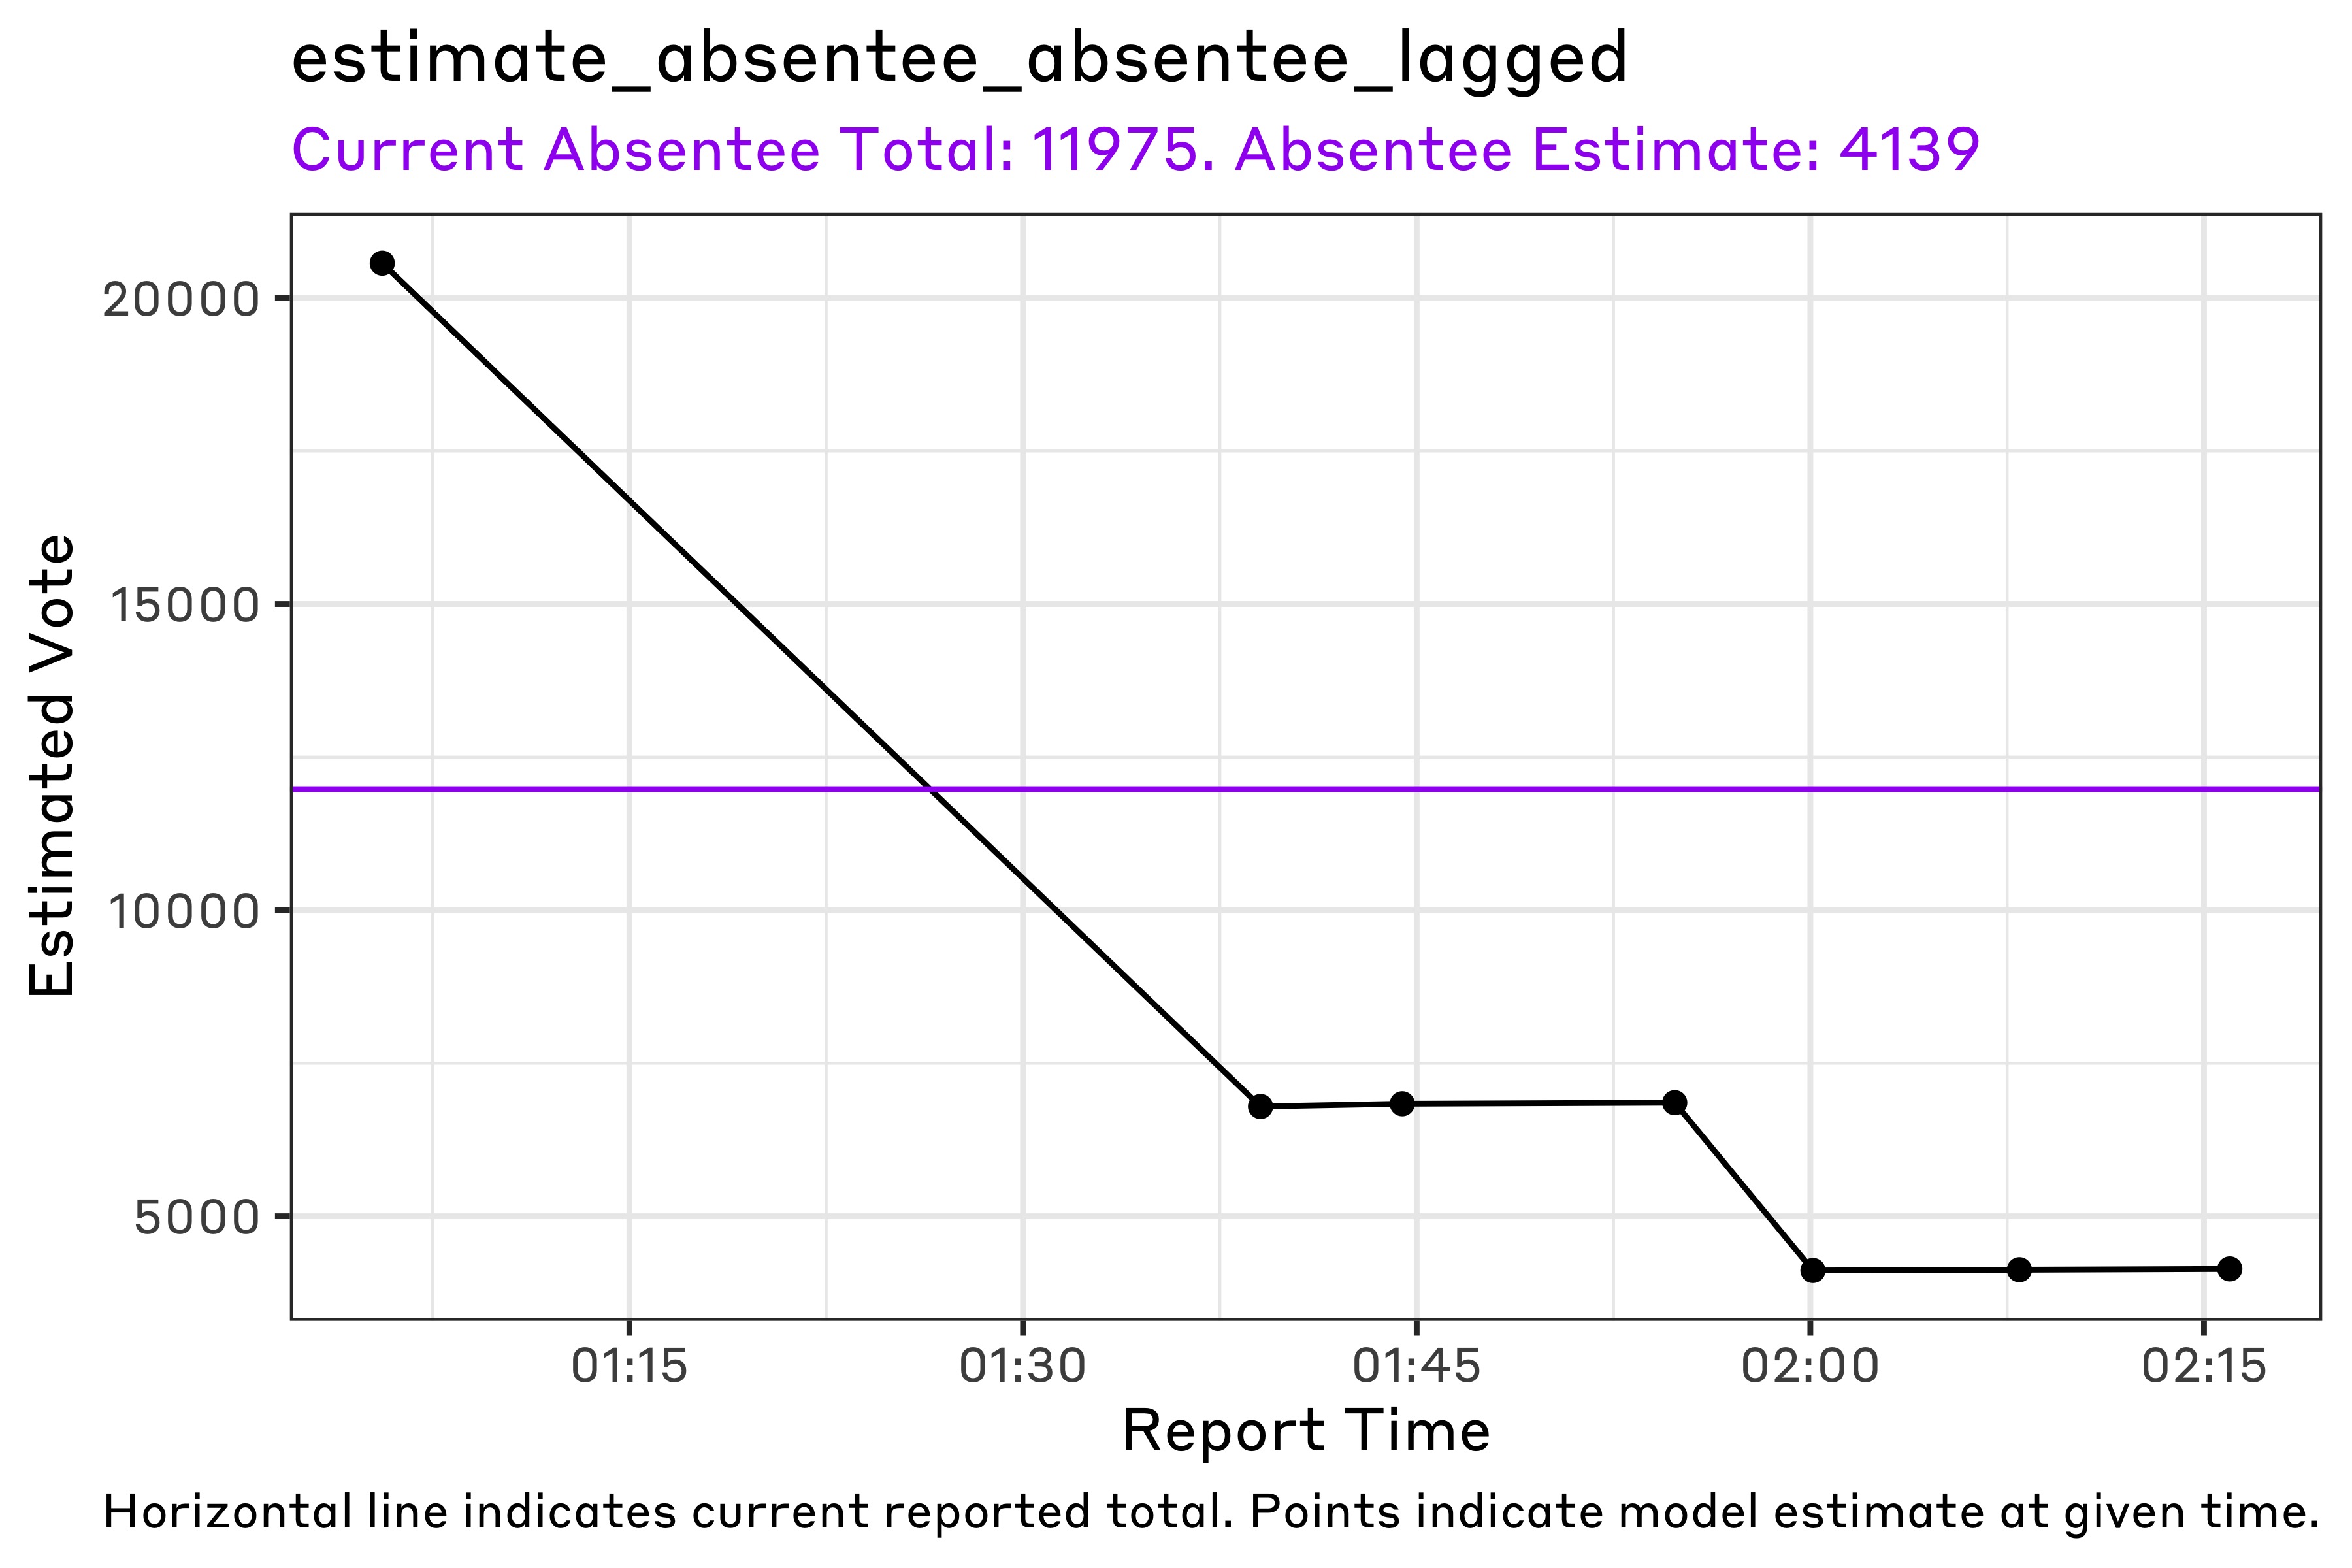 estimate_absentee_absentee_lagged
Current Absentee Total: 11975. Absentee Estimate: 4139
Estimated Vote
20000
15000
10000
5000
01:15 01:30 01:45 02:00 02:15
Report Time
Horizontal line indicates current reported total. Points indicate model estimate at given time.